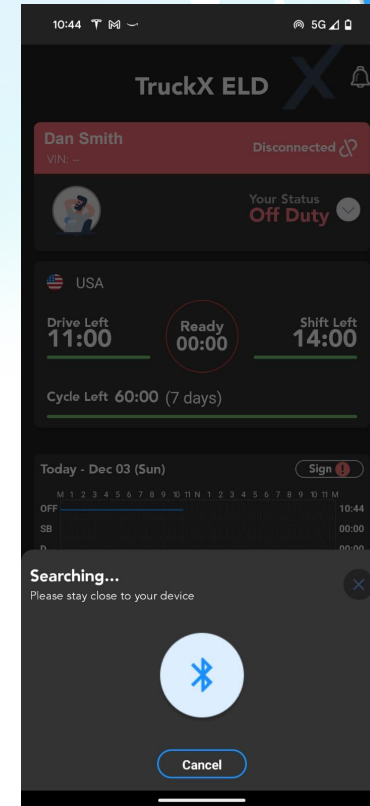 10:44 5G
TruckX ELD
Dan Smith
VIN: –
Disconnected
Your Status
Off Duty
USA
Drive Left
11:00
Ready
00:00
Shift Left
14:00
Cycle Left 60:00 (7 days)
Today - Dec 03 (Sun)
Sign
M 1 2 3 4 5 6 7 8 9 10 11 N 1 2 3 4 5 6 7 8 9 10 11 M
OFF 10:44
SB 00:00
D 00:00
Searching...
Please stay close to your device
Cancel